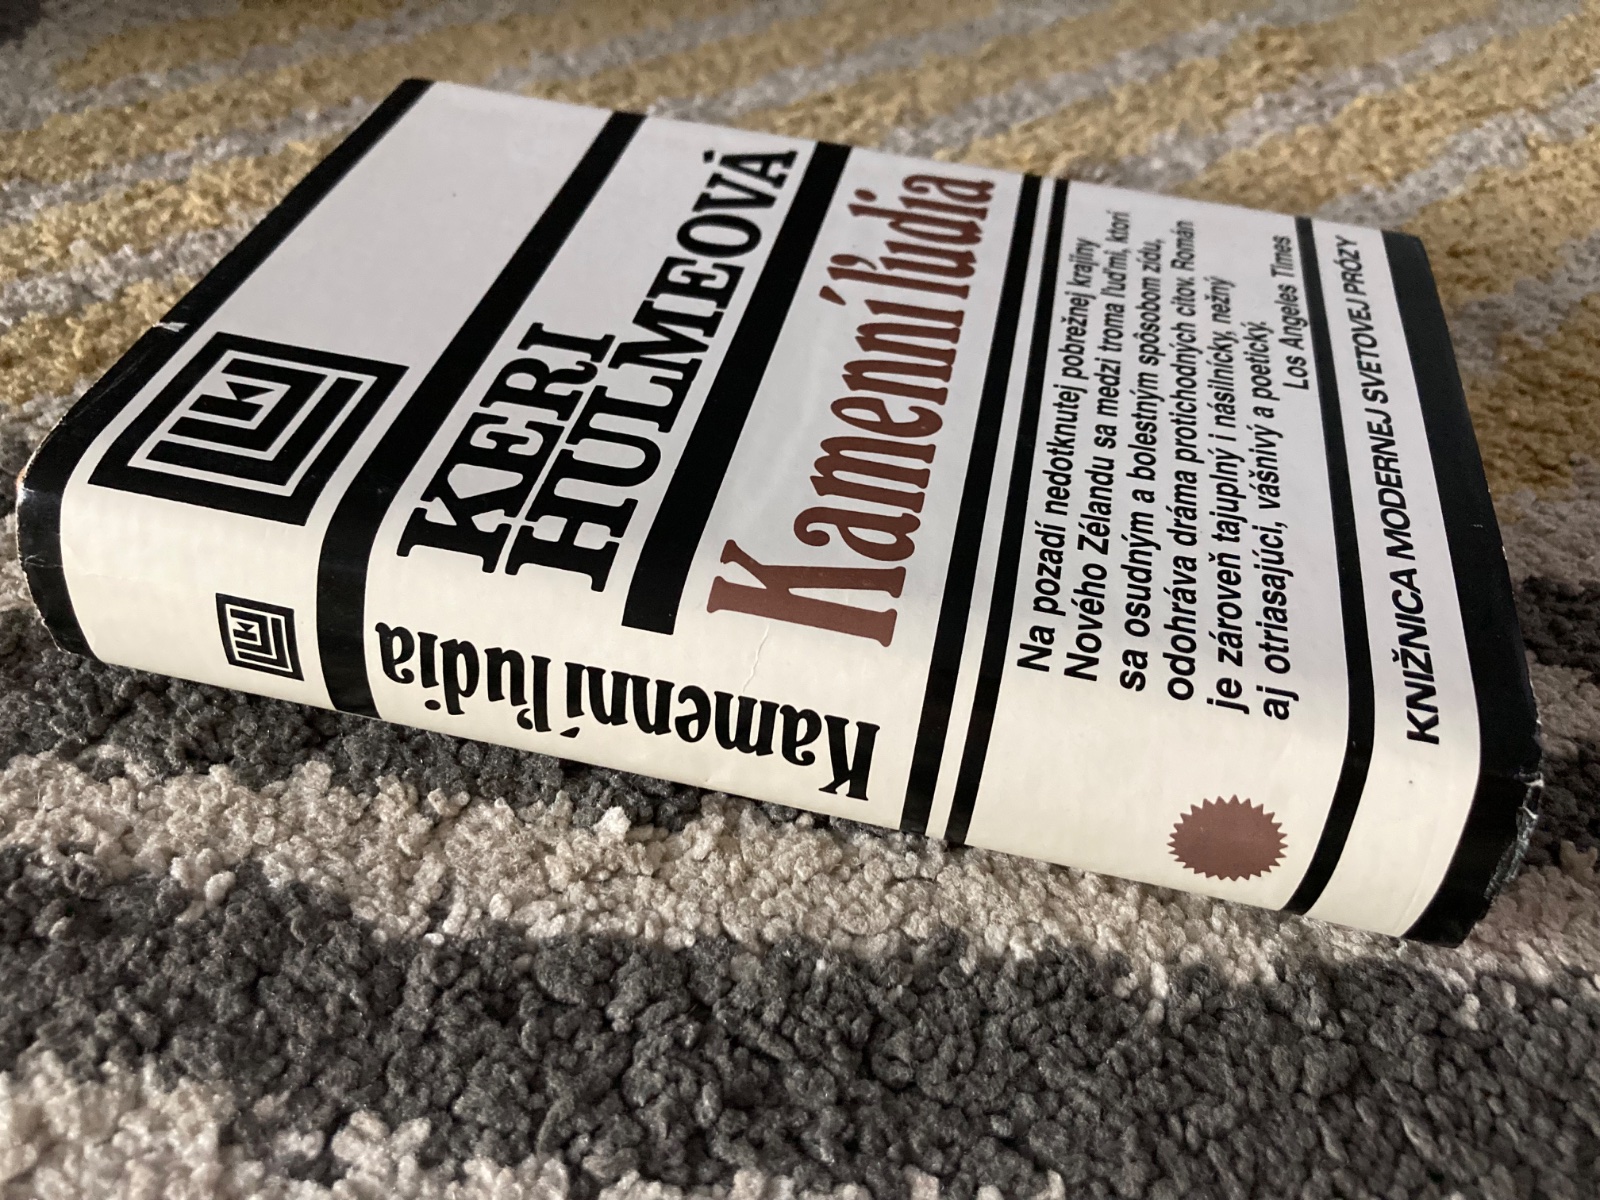 KERI
HULMEOVÁ
Kamenní ľudia
Na pozadí nedotknutej pobrežnej krajiny
Nového Zélandu sa medzi troma ľuďmi, ktorí
sa osudným a bolestným spôsobom zídu,
odohráva dráma protichodných citov. Román
je zároveň tajuplný i násilnícky, nežný
aj otriasajúci, vášnivý a poetický.
Los Angeles Times
KNIŽNICA MODERNEJ SVETOVEJ PRÓZY
Kamenní ľudia